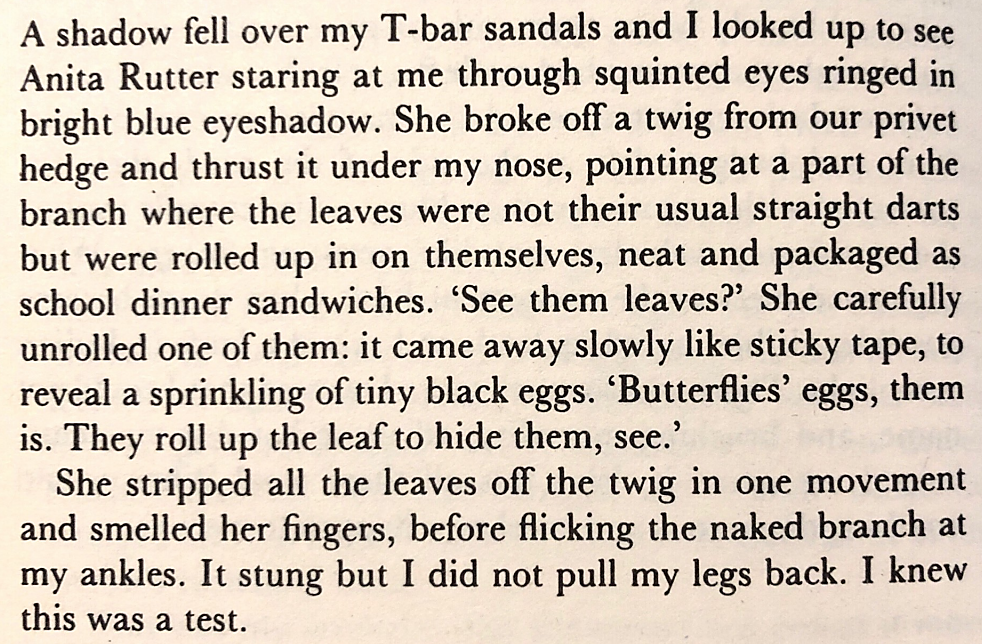 A shadow fell over my T-bar sandals and I looked up to see
Anita Rutter staring at me through squinted eyes ringed in
bright blue eyeshadow. She broke off a twig from our privet
hedge and thrust it under my nose, pointing at a part of the
branch where the leaves were not their usual straight darts
but were rolled up in on themselves, neat and packaged as
school dinner sandwiches. ‘See them leaves?’ She carefully
unrolled one of them: it came away slowly like sticky tape, to
reveal a sprinkling of tiny black eggs. ‘Butterflies’ eggs, them
is. They roll up the leaf to hide them, see.’
She stripped all the leaves off the twig in one movement
and smelled her fingers, before flicking the naked branch at
my ankles. It stung but I did not pull my legs back. I knew
this was a test.